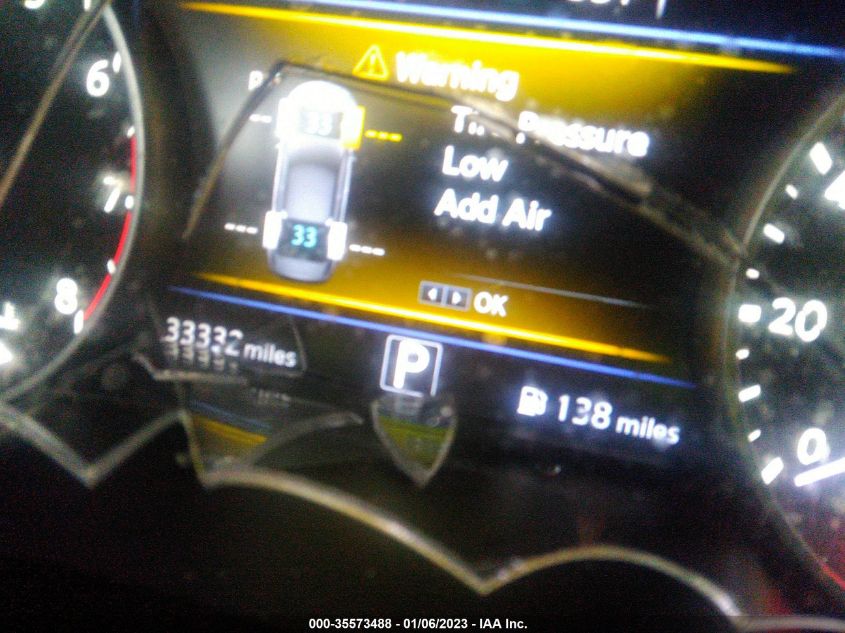 6
7
8
Warning
33
---
Tire Pressure
Low
Add Air
---
33
---
OK
33332 miles
P
138 miles
20
0
000-35573488 - 01/06/2023 - IAA Inc.